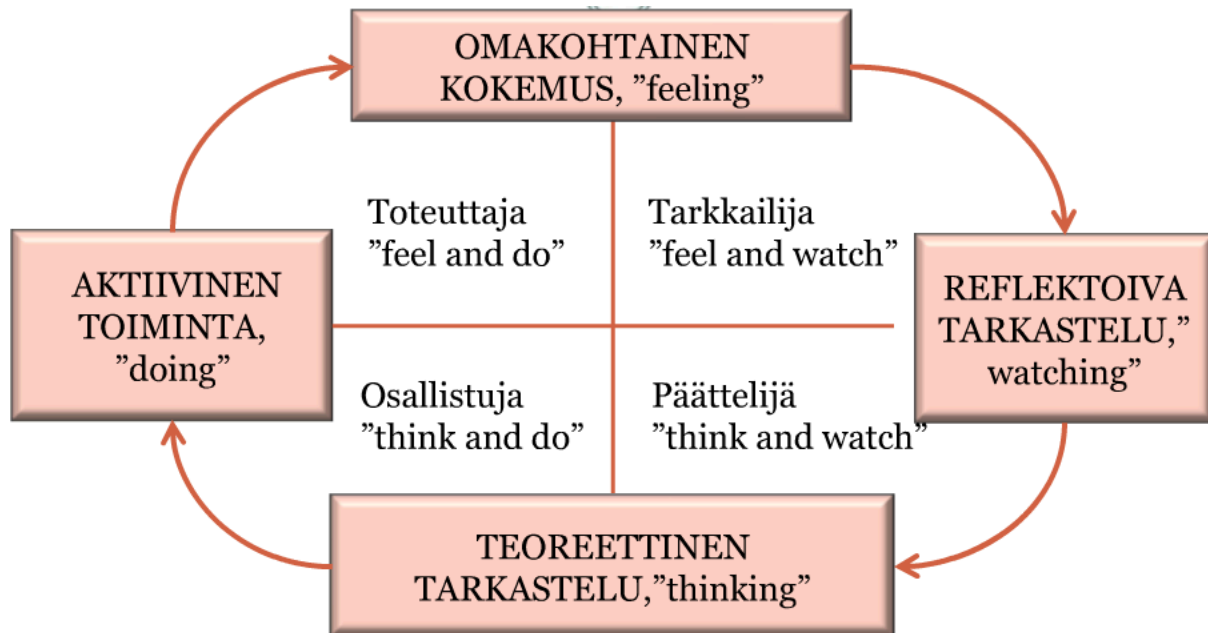 OMAKOHTAINEN
KOKEMUS, ”feeling”
Toteuttaja
”feel and do”
Tarkkailija
”feel and watch”
AKTIIVINEN
TOIMINTA,
”doing”
REFLEKTOIVA
TARKASTELU,”
watching”
Osallistuja
”think and do”
Päättelijä
”think and watch”
TEOREETTINEN
TARKASTELU,”thinking”